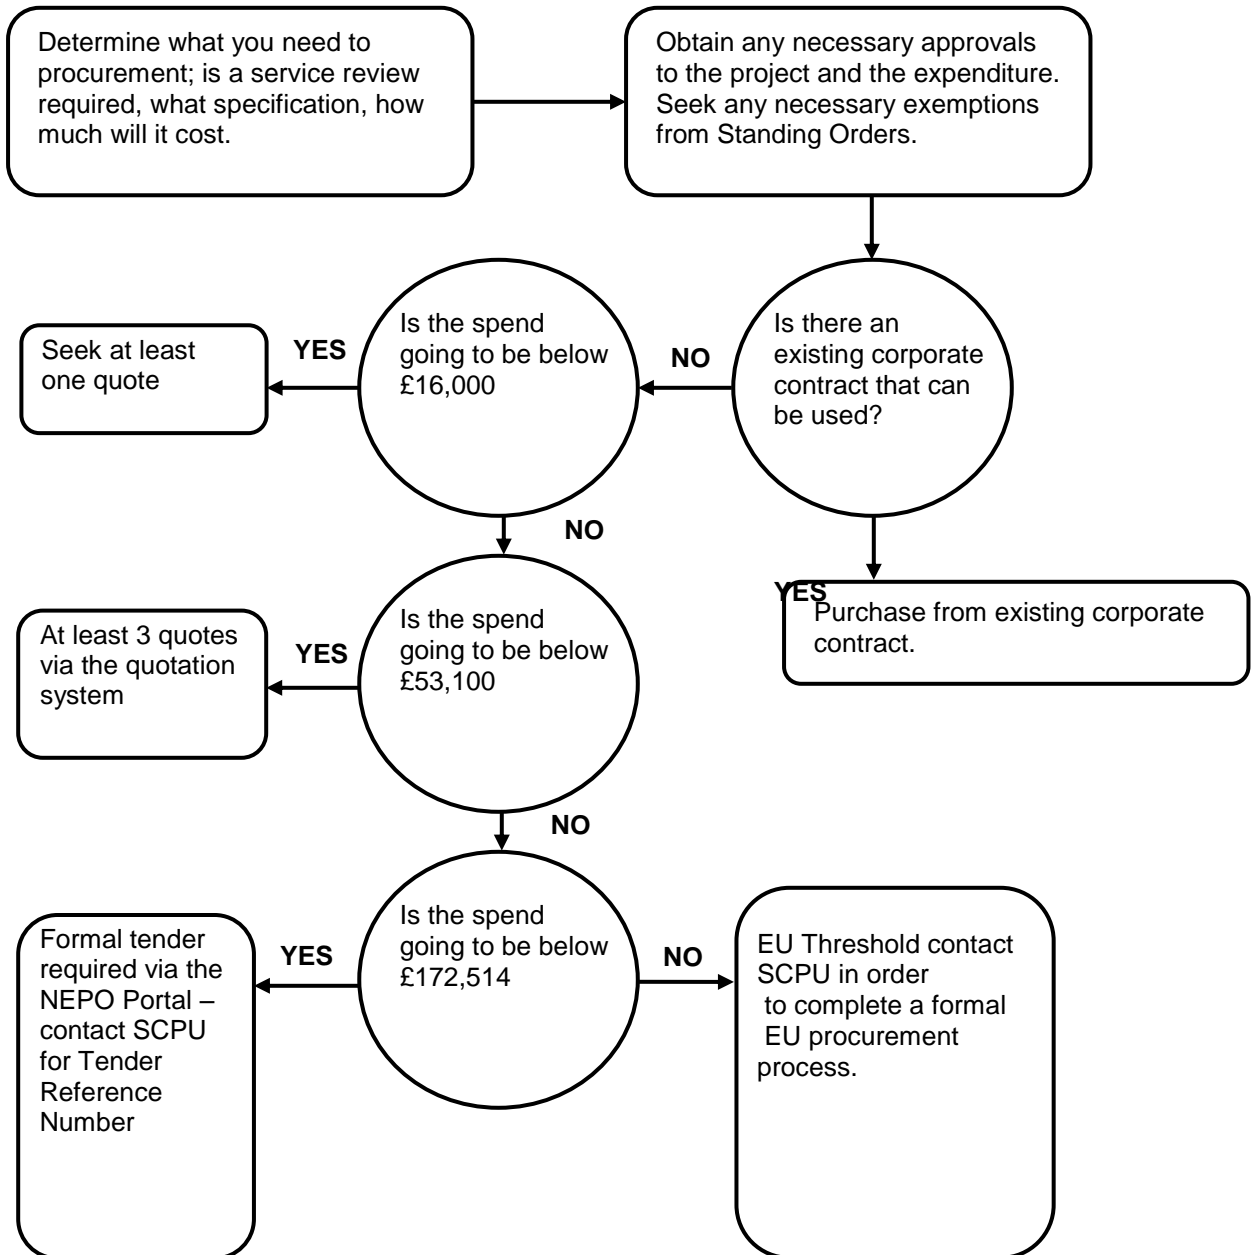 Determine what you need to
procurement; is a service review
required, what specification, how
much will it cost.
Obtain any necessary approvals
to the project and the expenditure.
Seek any necessary exemptions
from Standing Orders.
Seek at least
one quote
YES
Is the spend
going to be below
£16,000
NO
Is there an
existing corporate
contract that can
be used?
NO
YES
Purchase from existing corporate
contract.
At least 3 quotes
via the quotation
system
YES
Is the spend
going to be below
£53,100
NO
Formal tender
required via the
NEPO Portal –
contact SCPU
for Tender
Reference
Number
YES
Is the spend
going to be below
£172,514
NO
EU Threshold contact
SCPU in order
to complete a formal
EU procurement
process.